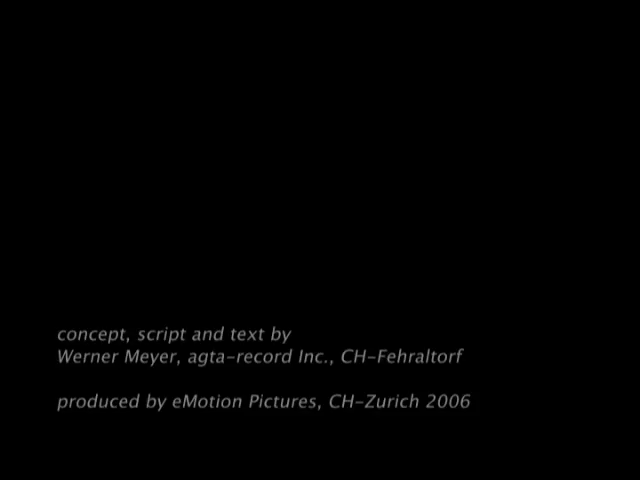 concept, script and text by
Werner Meyer, agta-record Inc., CH-Fehraltorf
produced by eMotion Pictures, CH-Zurich 2006